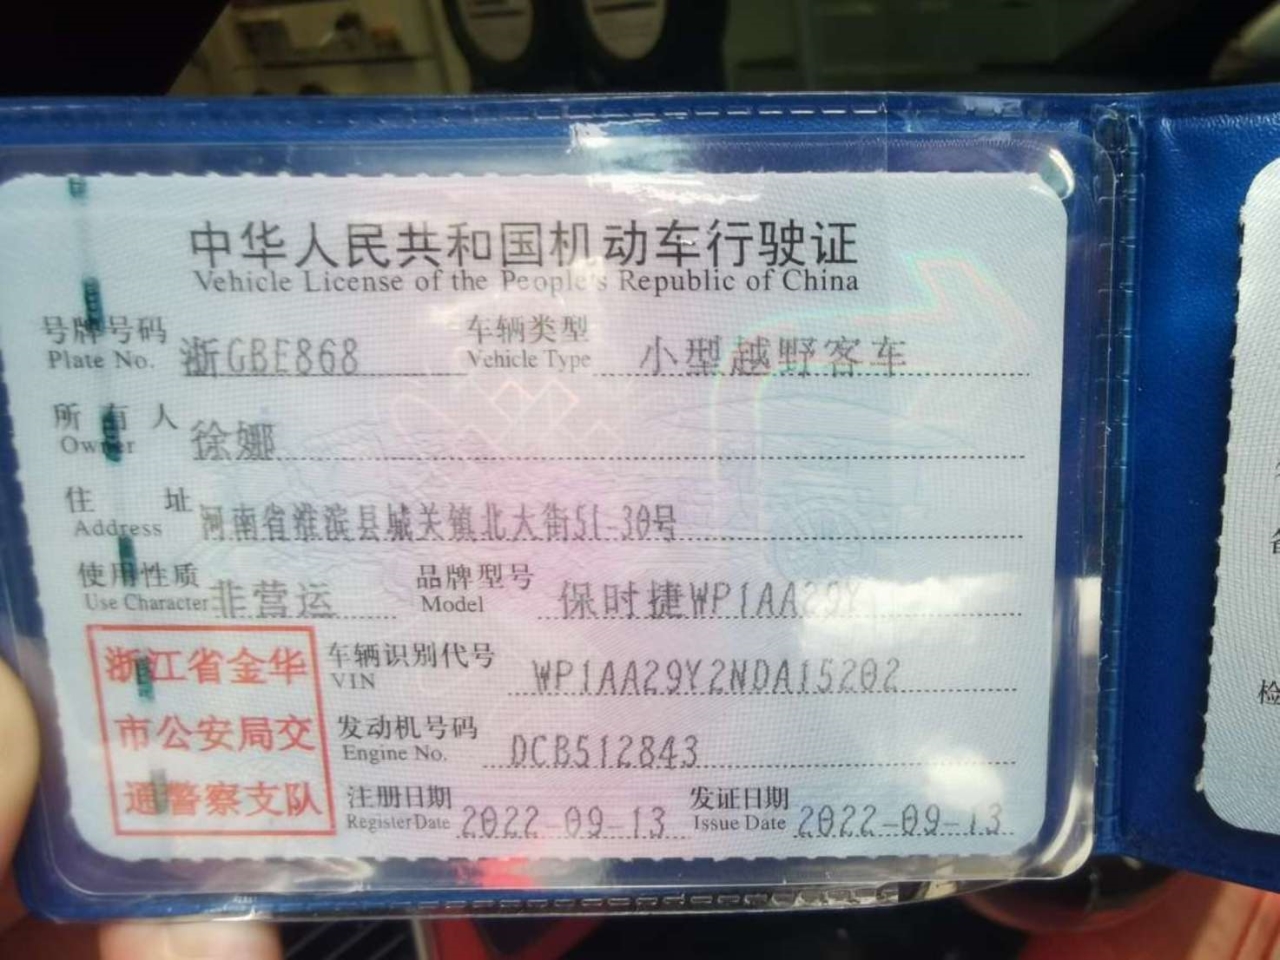 中华人民共和国机动车行驶证
Vehicle License of the People's Republic of China
号牌号码 浙GBE868 车辆类型 小型越野客车
Plate No. Vehicle Type
所有人 徐娜
Owner
住址 河南省淮滨县城关镇北大街51-30号
Address
使用性质 非营运 品牌型号 保时捷WP1AA29Y
Use Character Model
浙江省金华
市公安局交
通警察支队
车辆识别代号 WP1AA29Y2NDA15202
VIN
发动机号码 DCB512843
Engine No.
注册日期 2022-09-13 发证日期 2022-09-13
Register Date Issue Date
检